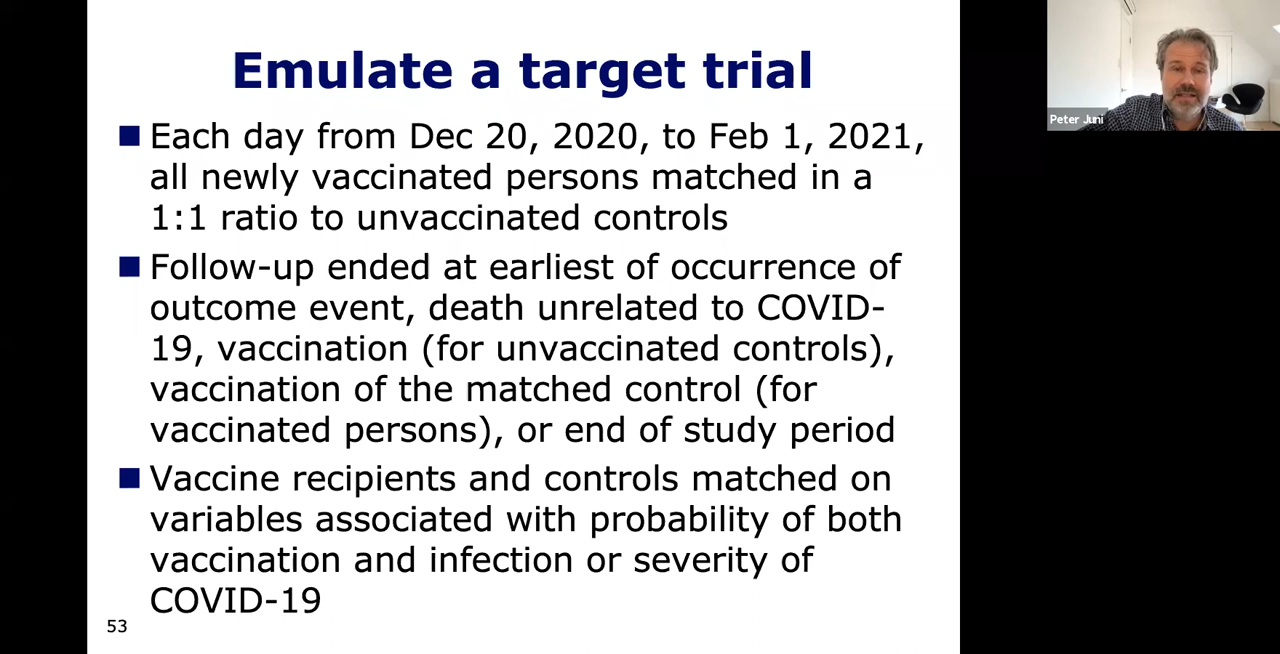 Emulate a target trial
Each day from Dec 20, 2020, to Feb 1, 2021,
all newly vaccinated persons matched in a
1:1 ratio to unvaccinated controls
Follow-up ended at earliest of occurrence of
outcome event, death unrelated to COVID-
19, vaccination (for unvaccinated controls),
vaccination of the matched control (for
vaccinated persons), or end of study period
Vaccine recipients and controls matched on
variables associated with probability of both
vaccination and infection or severity of
COVID-19
53
Peter Juni